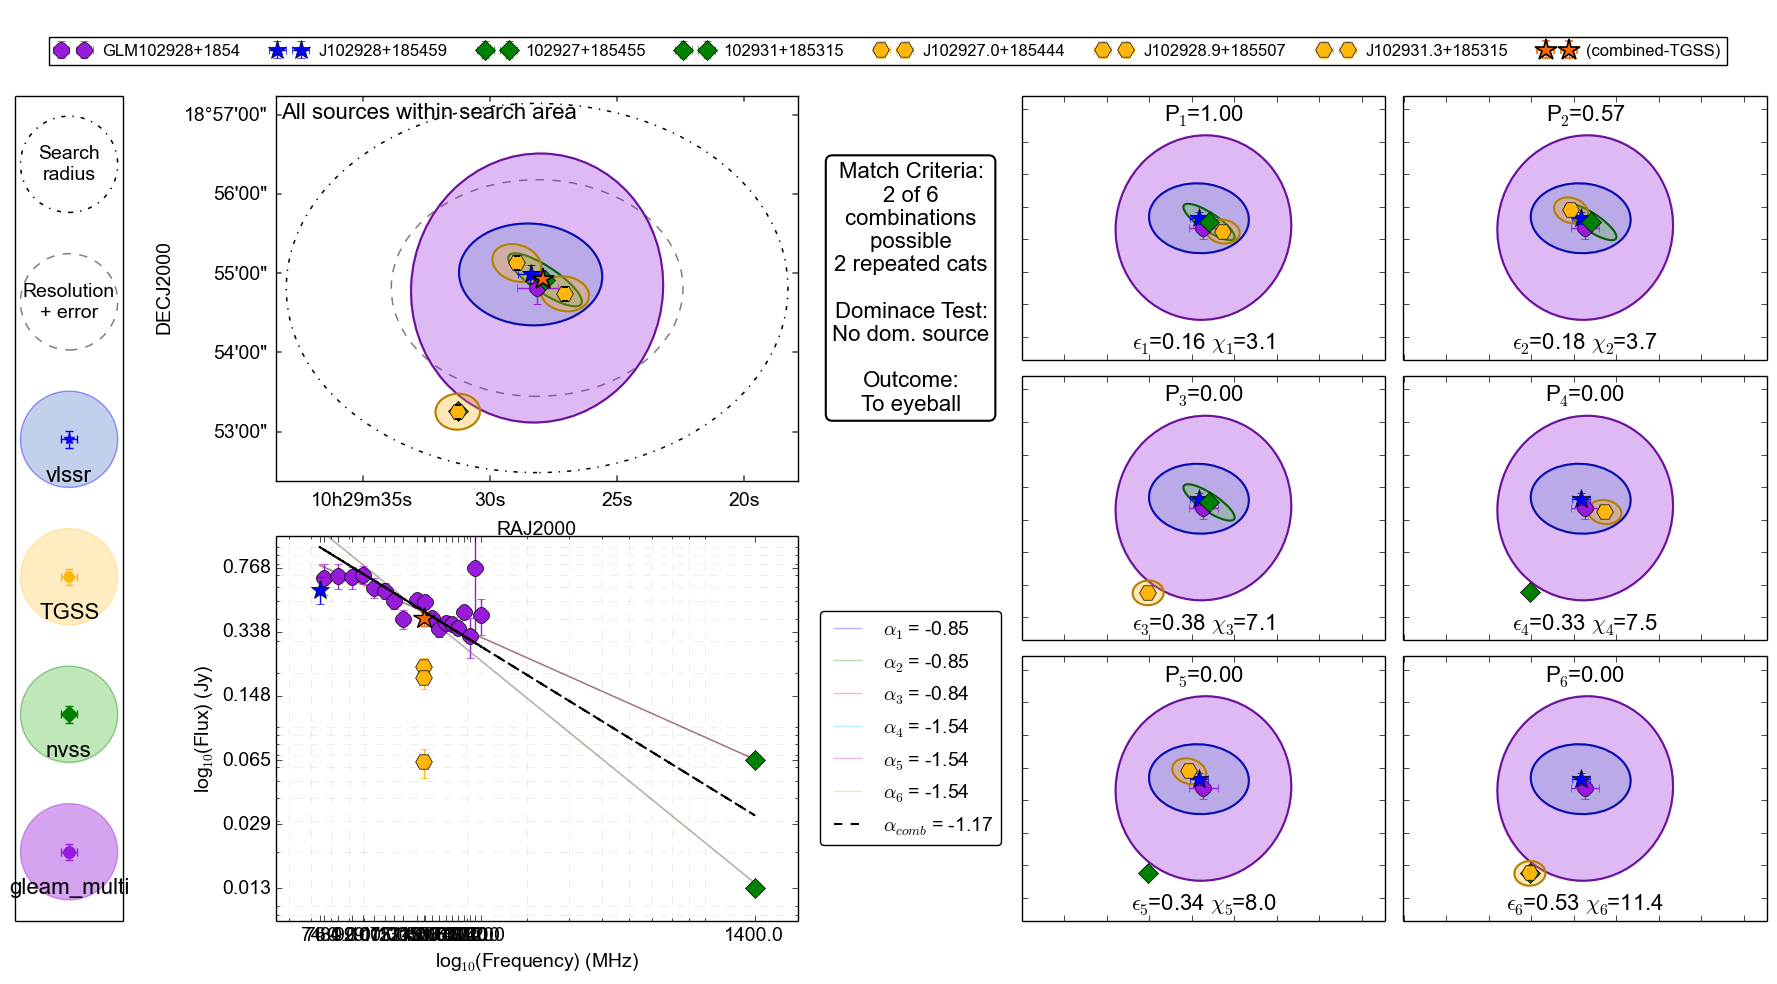 GLM102928+1854 J102928+185459 102927+185455 102931+185315 J102927.0+185444 J102928.9+185507 J102931.3+185315 (combined-TGSS)
Search
radius
Resolution
+ error
vlssr
TGSS
nvss
gleam_multi
All sources within search area
DECJ2000
18°57'00"
56'00"
55'00"
54'00"
53'00"
10h29m35s 30s 25s 20s
RAJ2000
log10(Flux) (Jy)
0.768
0.338
0.148
0.065
0.029
0.013
1400.0
log10(Frequency) (MHz)
Match Criteria:
2 of 6
combinations
possible
2 repeated cats
Dominace Test:
No dom. source
Outcome:
To eyeball
α1 = -0.85
α2 = -0.85
α3 = -0.84
α4 = -1.54
α5 = -1.54
α6 = -1.54
αcomb = -1.17
P1=1.00
ϵ1=0.16 χ1=3.1
P2=0.57
ϵ2=0.18 χ2=3.7
P3=0.00
ϵ3=0.38 χ3=7.1
P4=0.00
ϵ4=0.33 χ4=7.5
P5=0.00
ϵ5=0.34 χ5=8.0
P6=0.00
ϵ6=0.53 χ6=11.4